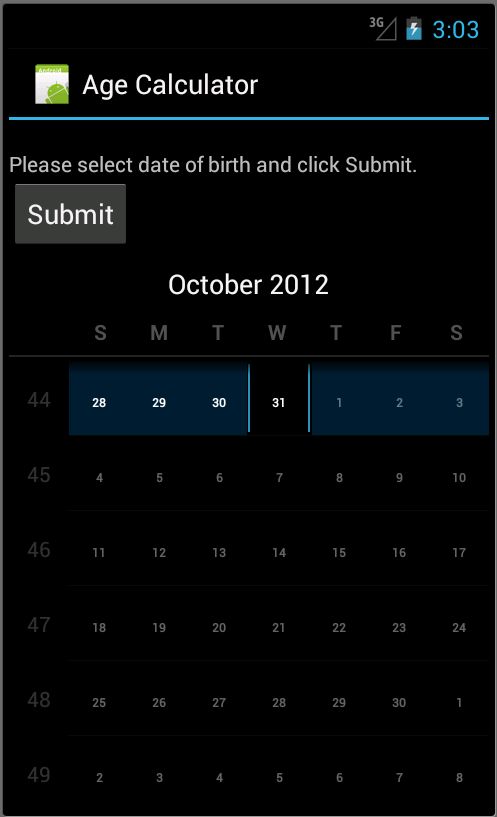 3G 3:03
Android
Age Calculator
Please select date of birth and click Submit.
Submit
October 2012
S M T W T F S
44 28 29 30 31 1 2 3
45 4 5 6 7 8 9 10
46 11 12 13 14 15 16 17
47 18 19 20 21 22 23 24
48 25 26 27 28 29 30 1
49 2 3 4 5 6 7 8